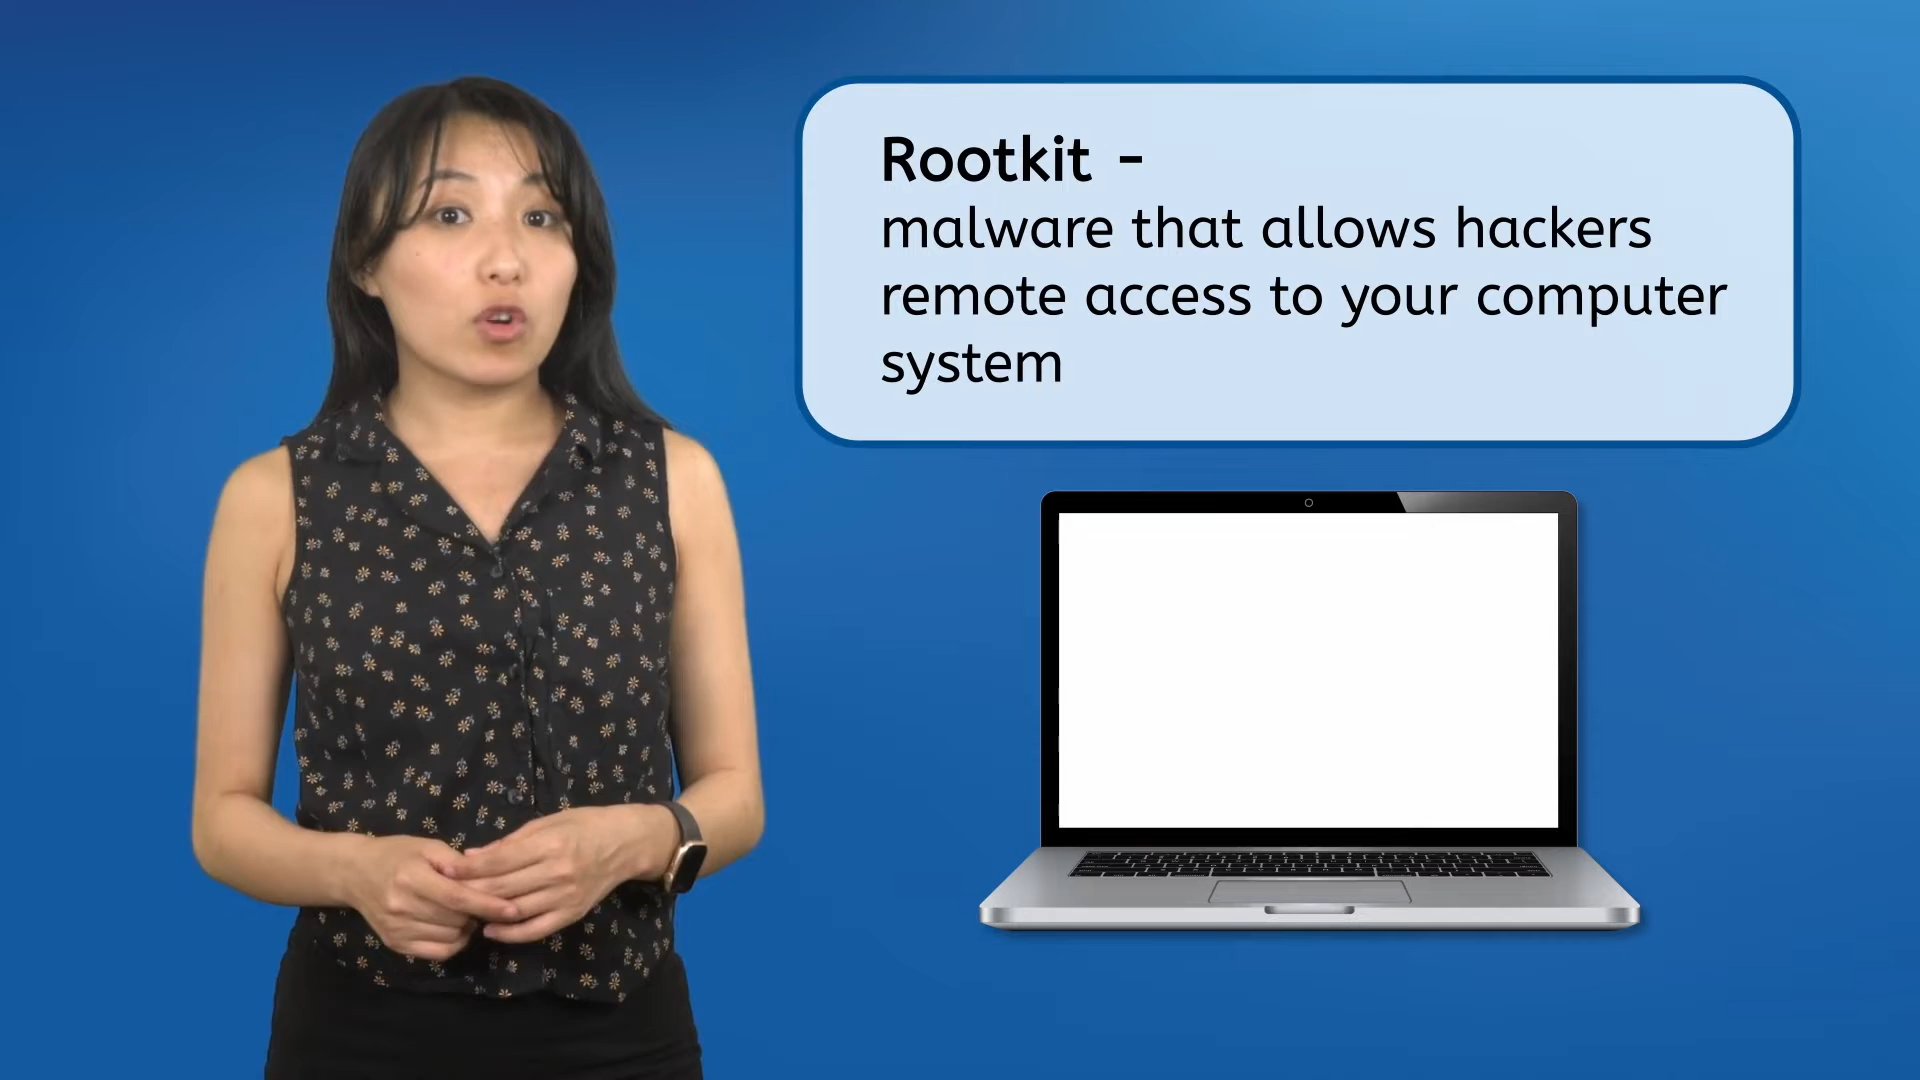 Rootkit -
malware that allows hackers
remote access to your computer
system